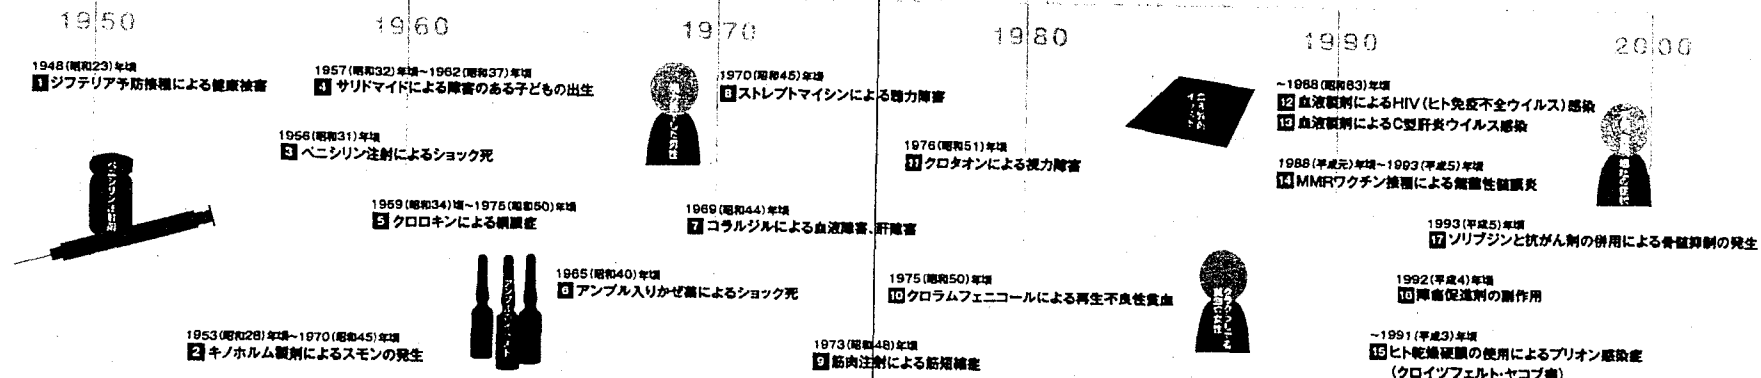 1950
1960
1970
1980
1990
2000
1948(昭和23)年頃
1 ジフテリア予防接種による健康被害
1953(昭和28)年頃~1970(昭和45)年頃
2 キノホルム製剤によるスモンの発生
1956(昭和31)年頃
3 ペニシリン注射によるショック死
1957(昭和32)年頃~1962(昭和37)年頃
4 サリドマイドによる障害のある子どもの出生
1959(昭和34)頃~1975(昭和50)年頃
5 クロロキンによる網膜症
1965(昭和40)年頃
6 アンプル入りかぜ薬によるショック死
1969(昭和44)年頃
7 コラルジルによる血液障害、肝障害
1970(昭和45)年頃
8 ストレプトマイシンによる聴力障害
1973(昭和48)年頃
9 筋肉注射による筋短縮症
1975(昭和50)年頃
10 クロラムフェニコールによる再生不良性貧血
1976(昭和51)年頃
11 クロタオンによる視力障害
~1988(昭和63)年頃
12 血液製剤によるHIV(ヒト免疫不全ウイルス)感染
13 血液製剤によるC型肝炎ウイルス感染
1988(平成元)年頃~1993(平成5)年頃
14 MMRワクチン接種による無菌性髄膜炎
~1991(平成3)年頃
15 ヒト乾燥硬膜の使用によるプリオン感染症
(クロイツフェルト・ヤコブ病)
1992(平成4)年頃
16 陣痛促進剤の副作用
1993(平成5)年頃
17 ソリブジンと抗がん剤の併用による骨髄抑制の発生
ペニシリン注射剤